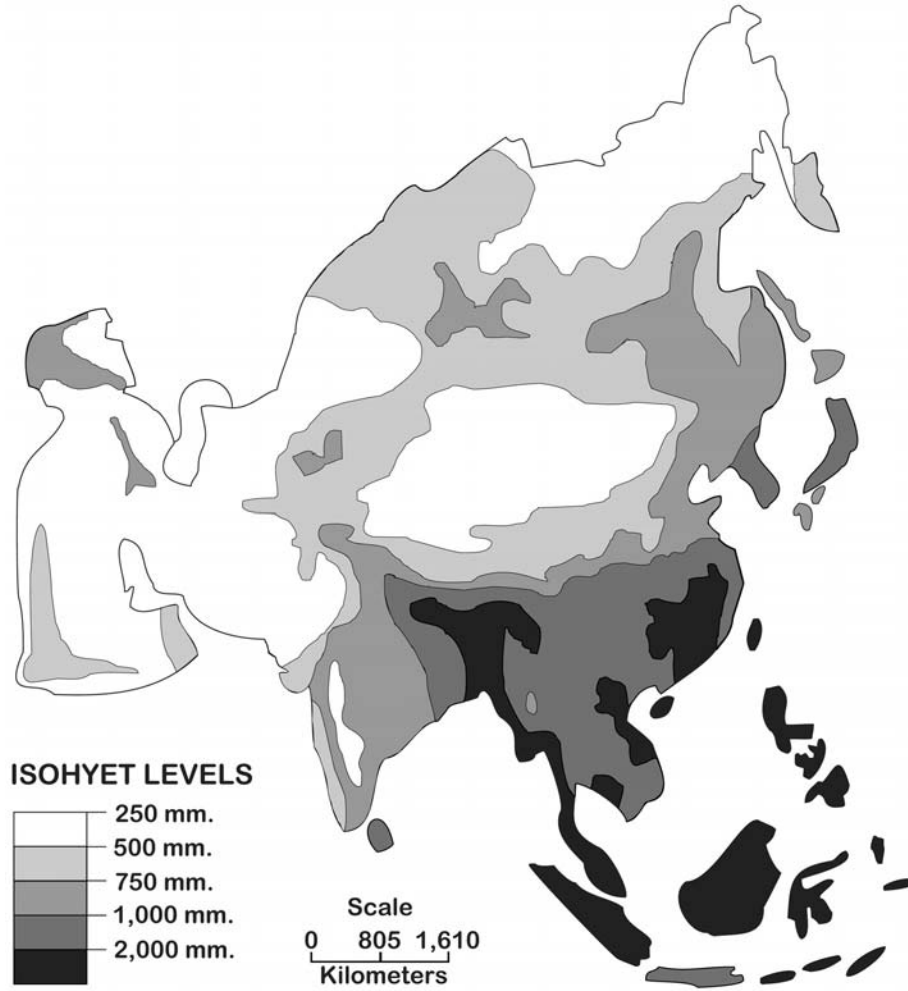 ISOHYET LEVELS
250 mm.
500 mm.
750 mm.
1,000 mm.
2,000 mm.
Scale
0 805 1,610
Kilometers